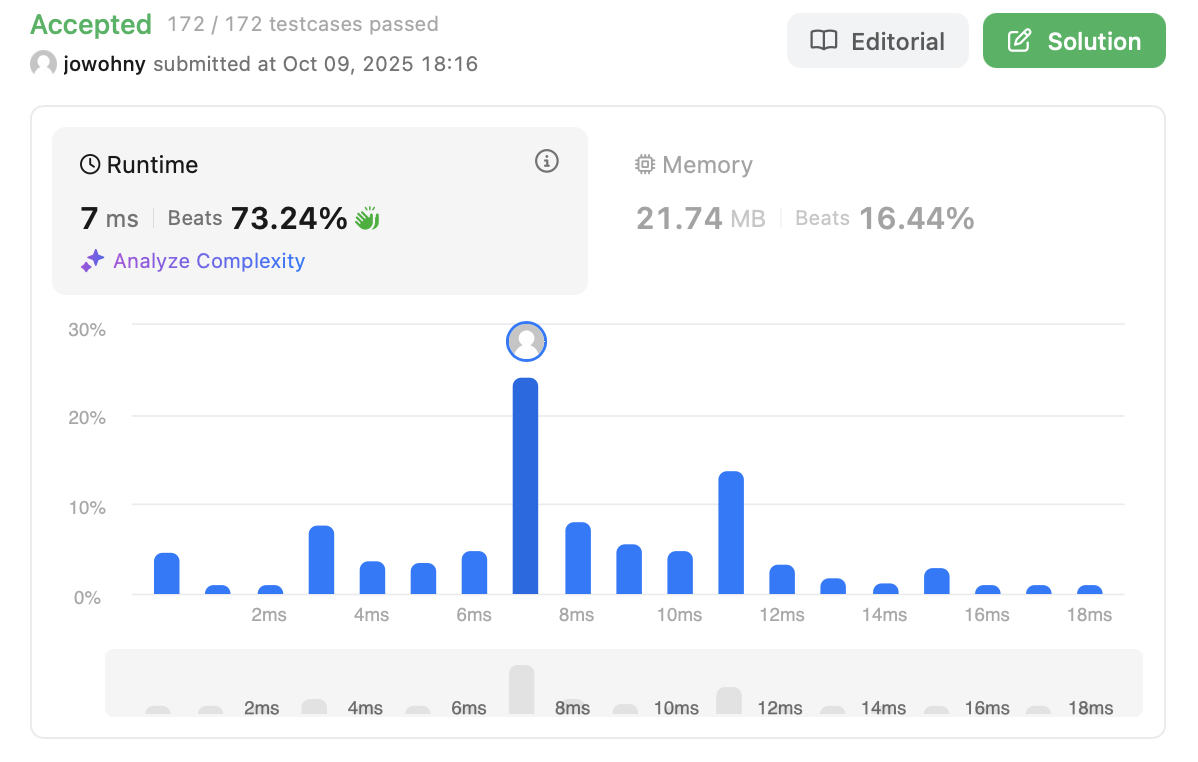 Accepted 172 / 172 testcases passed
Editorial
Solution
jowohny submitted at Oct 09, 2025 18:16
Runtime
7 ms Beats 73.24%
Analyze Complexity
Memory
21.74 MB Beats 16.44%
30%
20%
10%
0%
2ms 4ms 6ms 8ms 10ms 12ms 14ms 16ms 18ms
2ms 4ms 6ms 8ms 10ms 12ms 14ms 16ms 18ms